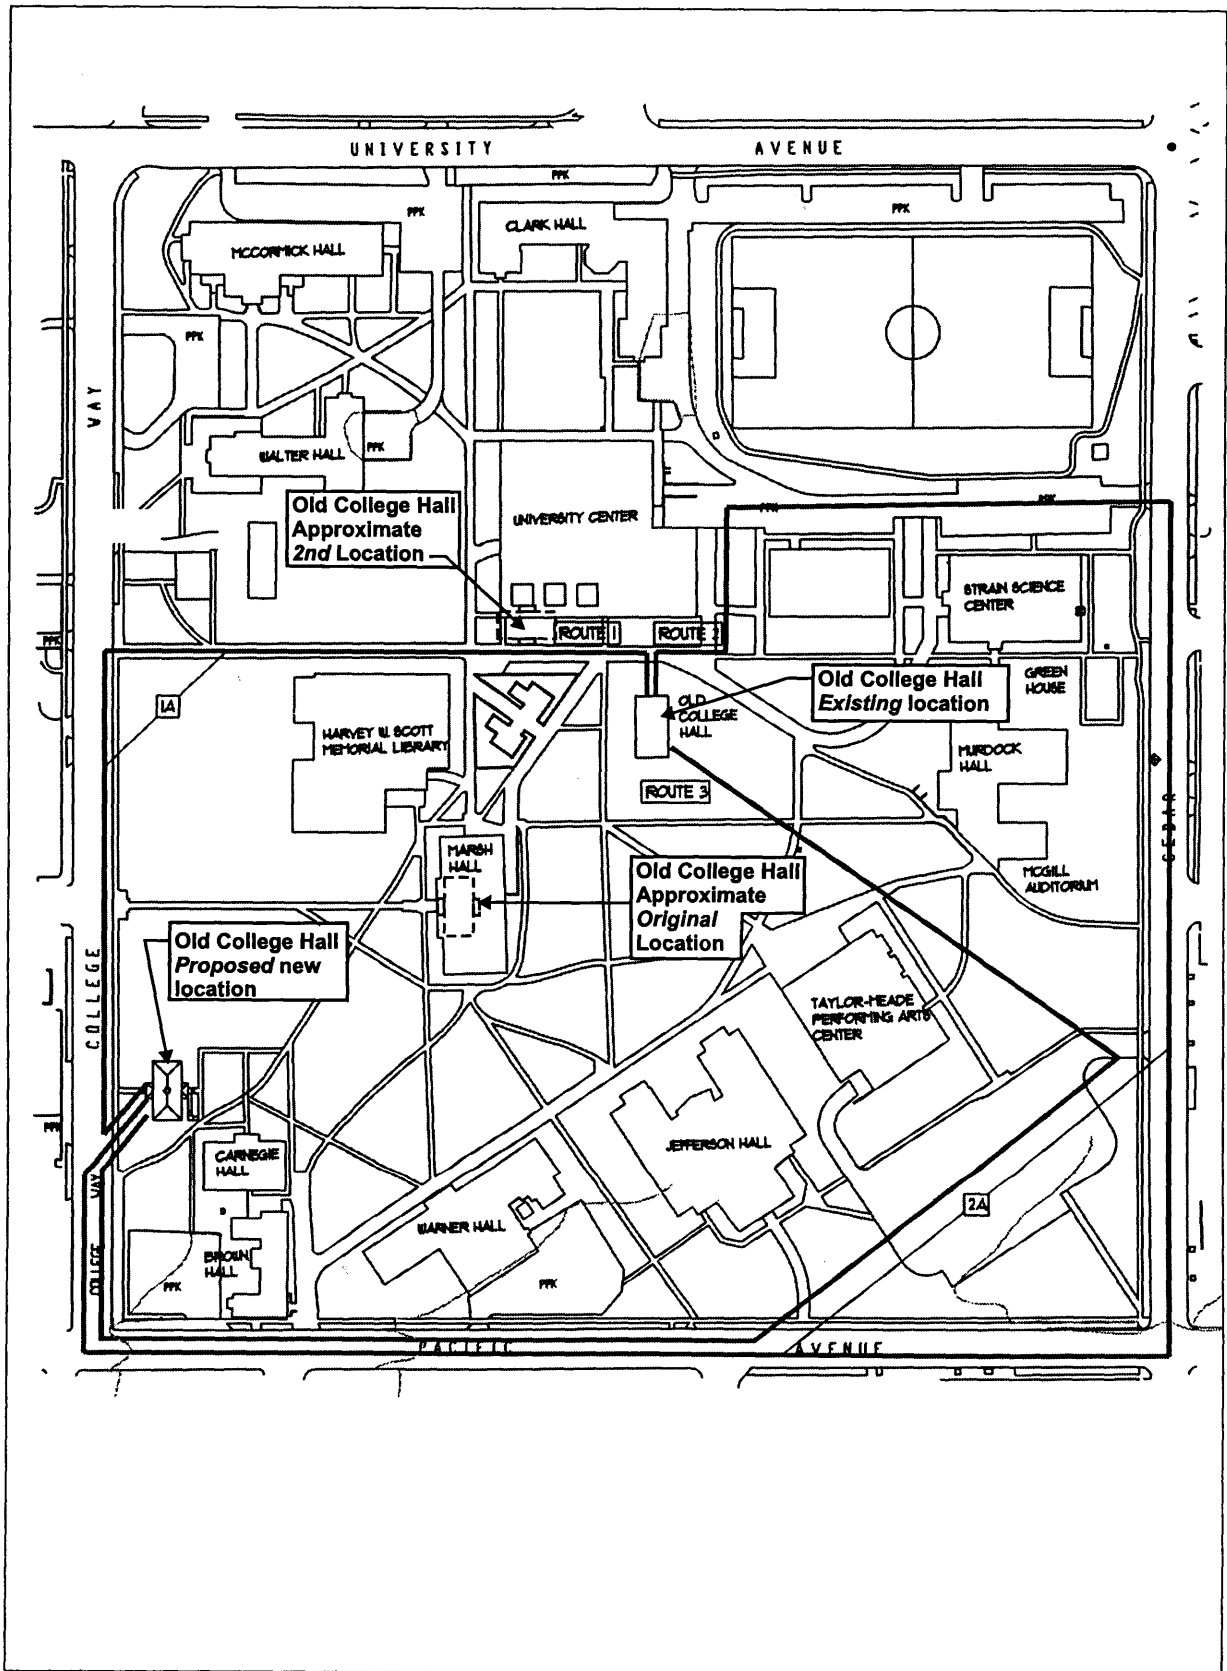 UNIVERSITY AVENUE
PPK
PPK
PPK
CLARK HALL
MCCORMICK HALL
PPK
WAY
WALTER HALL
PPK
Old College Hall
Approximate
2nd Location
UNIVERSITY CENTER
PPK
PPK
STRAIN SCIENCE
CENTER
ROUTE 1
ROUTE 2
PPK
1A
HARVEY W. SCOTT
MEMORIAL LIBRARY
OLD
COLLEGE
HALL
Old College Hall
Existing location
GREEN
HOUSE
MURDOCK
HALL
ROUTE 3
CEDAR
MARSH
HALL
Old College Hall
Approximate
Original
Location
MCGILL
AUDITORIUM
Old College Hall
Proposed new
location
COLLEGE
TAYLOR-MEADE
PERFORMING ARTS
CENTER
PPK
JEFFERSON HALL
CARNEGIE
HALL
COLLEGE WAY
2A
WARNER HALL
BROWN
HALL
PPK
PPK
PACIFIC AVENUE